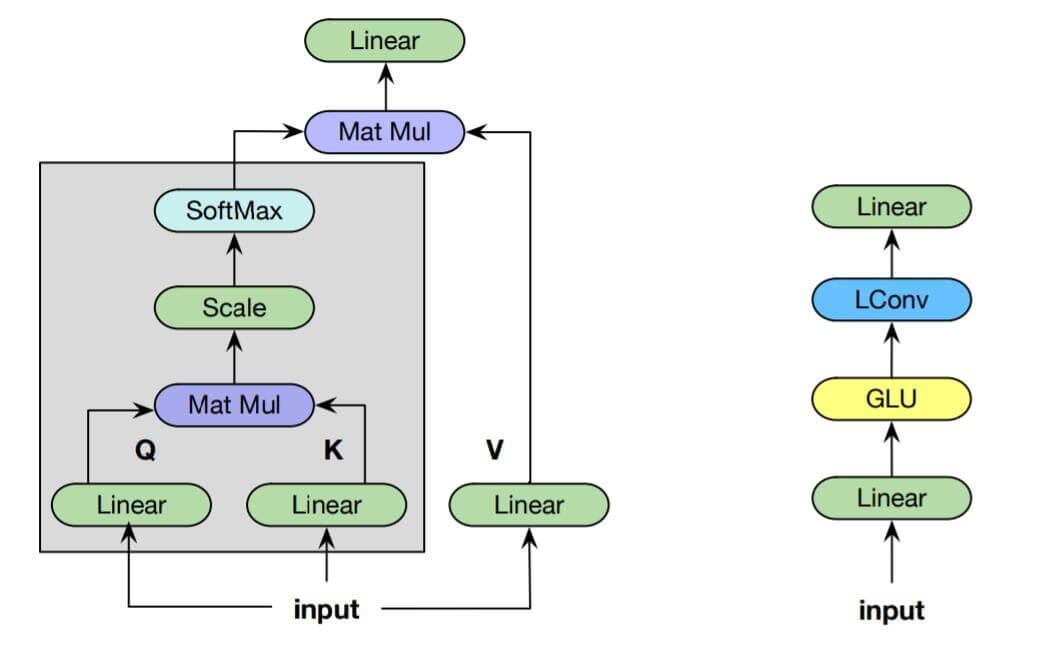 Linear
Mat Mul
SoftMax
Scale
Mat Mul
Q
K
V
Linear
Linear
Linear
input
Linear
LConv
GLU
Linear
input